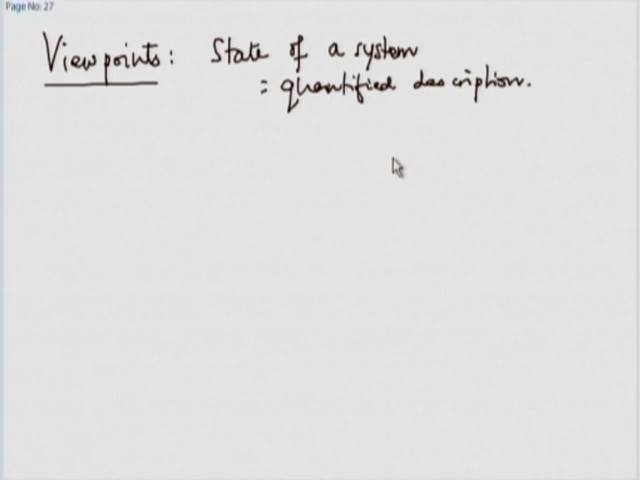 Page No: 27
Viewpoints: State of a system
= quantified description.